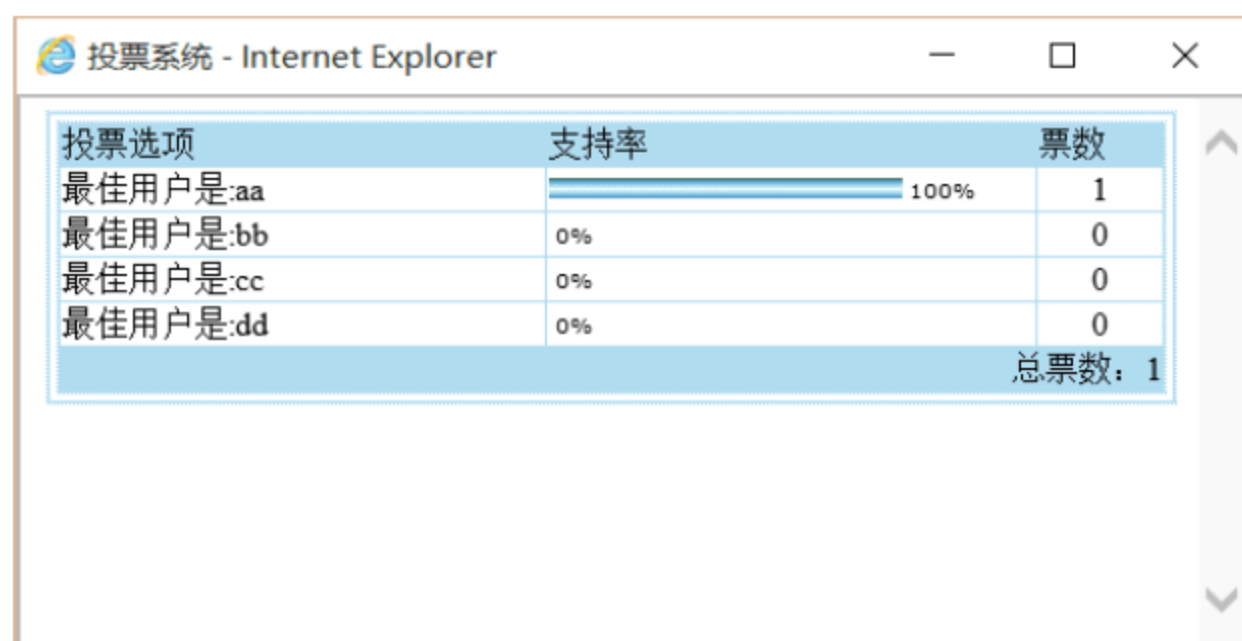 投票系统 - Internet Explorer
投票选项 支持率 票数
最佳用户是:aa 100% 1
最佳用户是:bb 0% 0
最佳用户是:cc 0% 0
最佳用户是:dd 0% 0
总票数：1